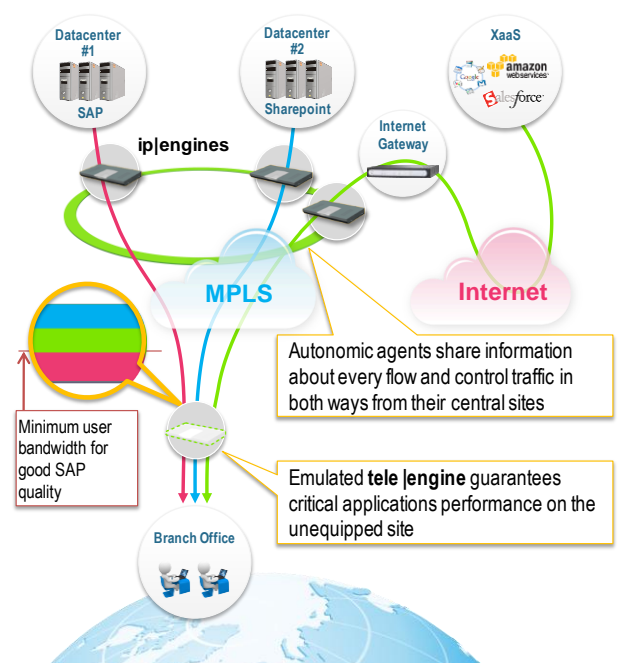 Datacenter
#1
SAP
Datacenter
#2
Sharepoint
XaaS
Google
amazon
webservices
salesforce
Internet
Gateway
ip|engines
MPLS
Internet
Autonomic agents share information
about every flow and control traffic in
both ways from their central sites
Minimum user
bandwidth for
good SAP
quality
Emulated tele |engine guarantees
critical applications performance on the
unequipped site
Branch Office